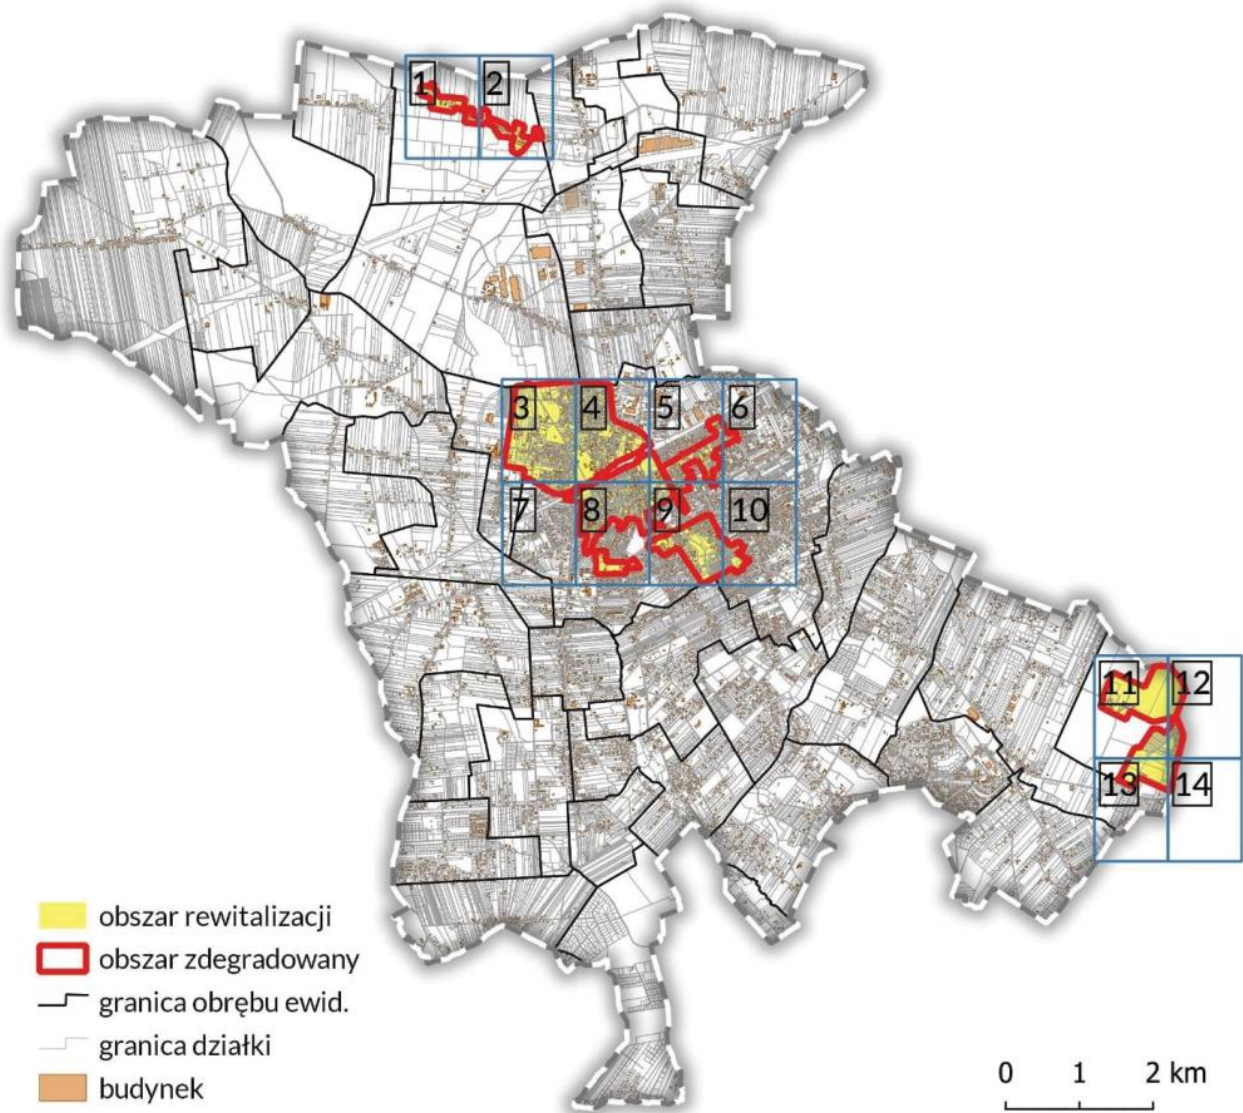 1 2
3 4 5 6
7 8 9 10
11 12
13 14
obszar rewitalizacji
obszar zdegradowany
granica obrębu ewid.
granica działki
budynek
0 1 2 km